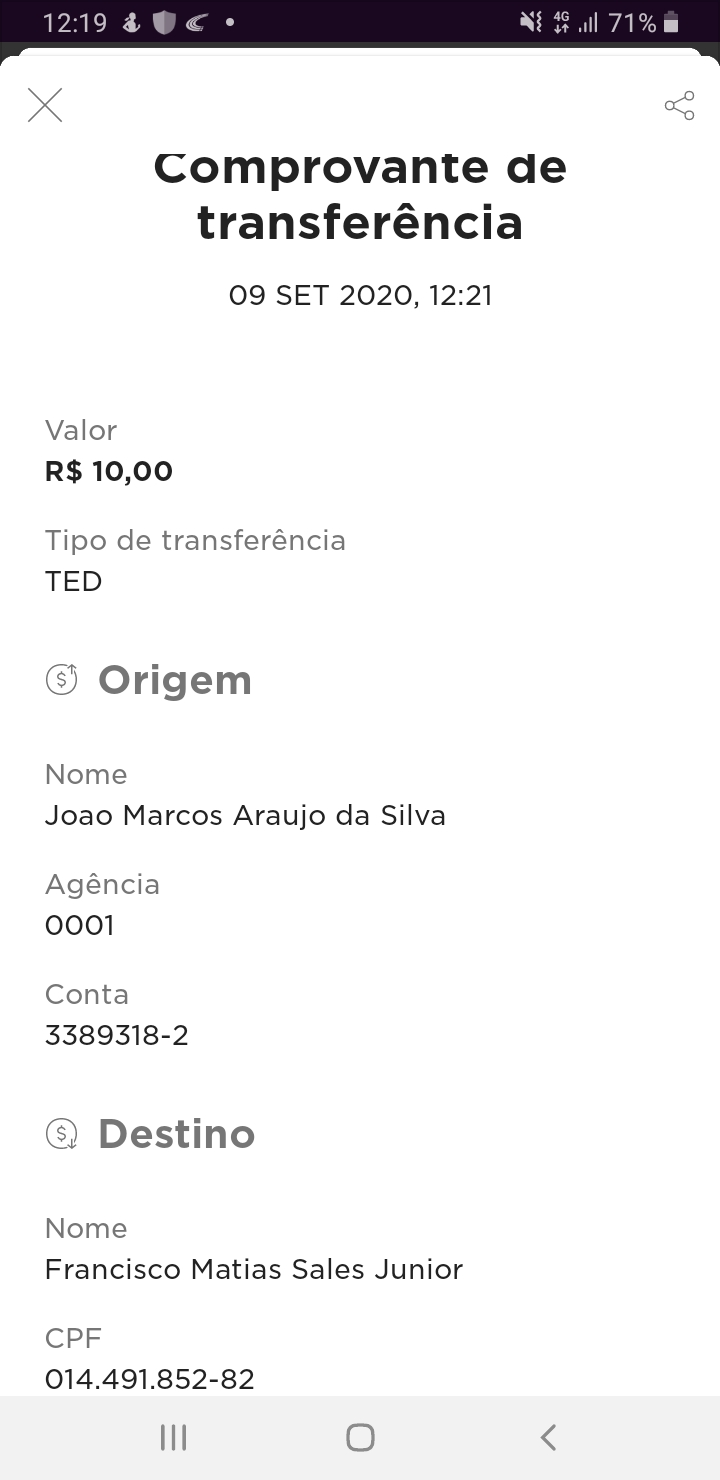 12:19
4G
71%
Comprovante de
transferência
09 SET 2020, 12:21
Valor
R$ 10,00
Tipo de transferência
TED
Origem
Nome
Joao Marcos Araujo da Silva
Agência
0001
Conta
3389318-2
Destino
Nome
Francisco Matias Sales Junior
CPF
014.491.852-82